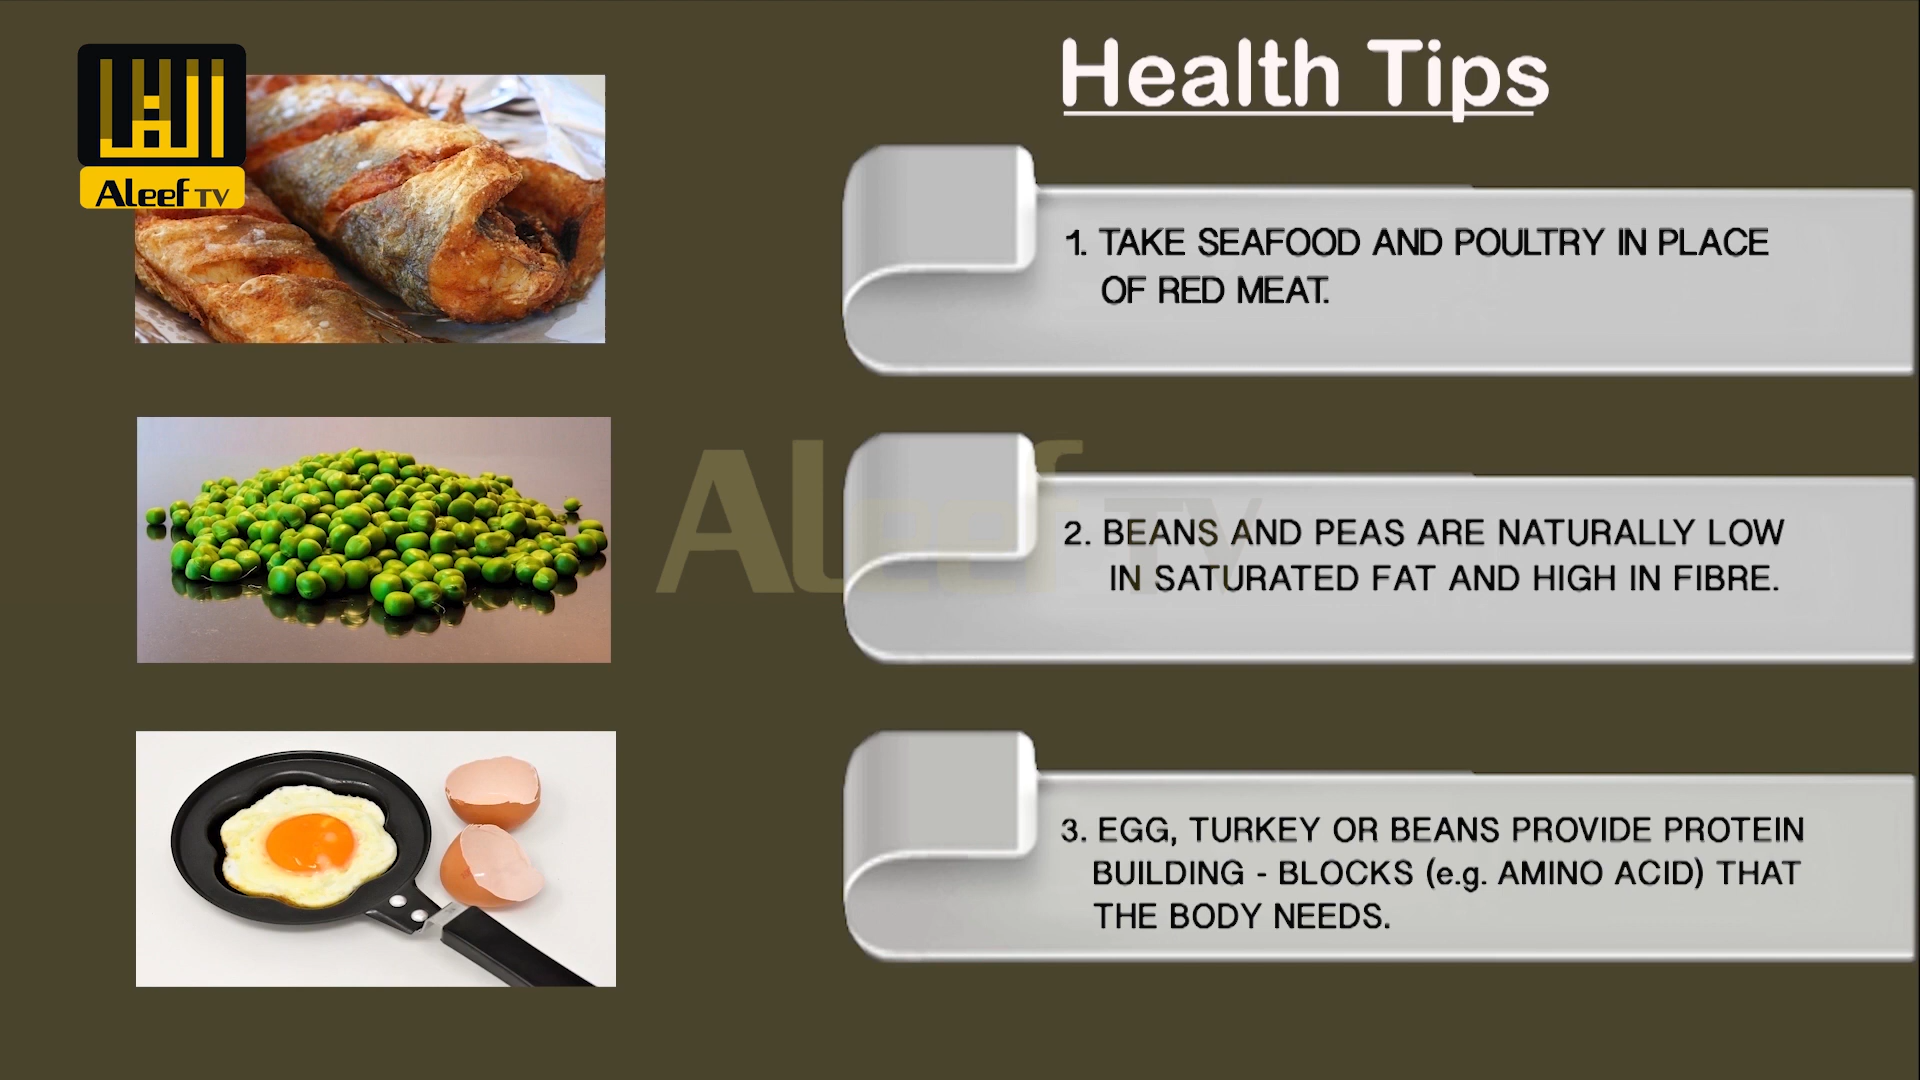 Aleef TV
Health Tips
1. TAKE SEAFOOD AND POULTRY IN PLACE
OF RED MEAT.
Aleef TV
2. BEANS AND PEAS ARE NATURALLY LOW
IN SATURATED FAT AND HIGH IN FIBRE.
3. EGG, TURKEY OR BEANS PROVIDE PROTEIN
BUILDING - BLOCKS (e.g. AMINO ACID) THAT
THE BODY NEEDS.